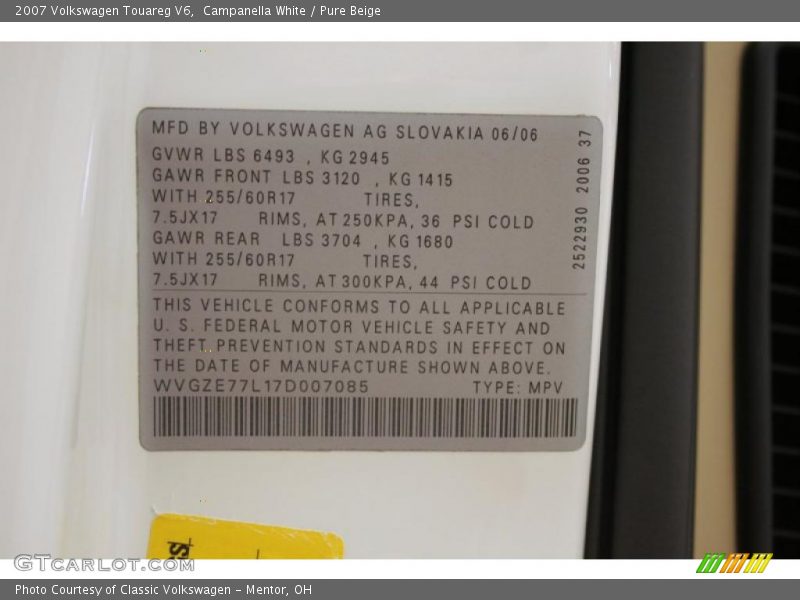 2007 Volkswagen Touareg V6,  Campanella White / Pure Beige
MFD BY VOLKSWAGEN AG SLOVAKIA 06/06
GVWR LBS 6493 , KG 2945
GAWR FRONT LBS 3120 , KG 1415
WITH 255/60R17 TIRES,
7.5JX17 RIMS, AT 250KPA, 36 PSI COLD
GAWR REAR LBS 3704 , KG 1680
WITH 255/60R17 TIRES,
7.5JX17 RIMS, AT 300KPA, 44 PSI COLD
2522930 2006 37
THIS VEHICLE CONFORMS TO ALL APPLICABLE
U. S. FEDERAL MOTOR VEHICLE SAFETY AND
THEFT PREVENTION STANDARDS IN EFFECT ON
THE DATE OF MANUFACTURE SHOWN ABOVE.
WVGZE77L17D007085 TYPE: MPV
GTCARLOT.COM
Photo Courtesy of Classic Volkswagen - Mentor, OH